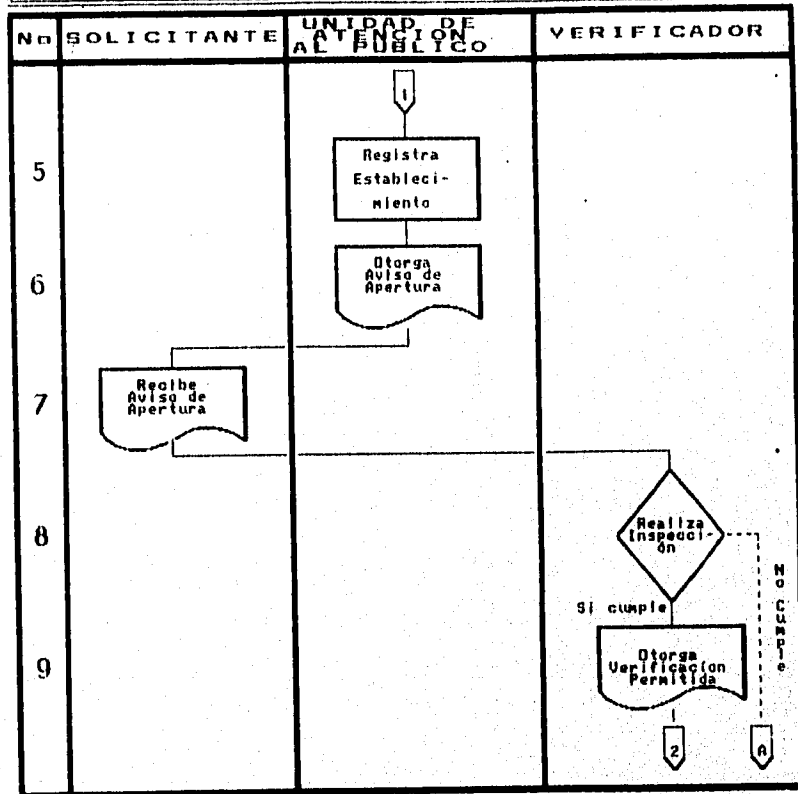 No SOLICITANTE UNIDAD DE ATENCION AL PUBLICO VERIFICADOR
1
5
Registra
Estableci-
miento
6
Otorga
Aviso de
Apertura
7
Recibe
Aviso de
Apertura
8
Realiza
Inspecci-
ón
No Cumple
Si cumple
9
Otorga
Verificacion
Permitida
2
A